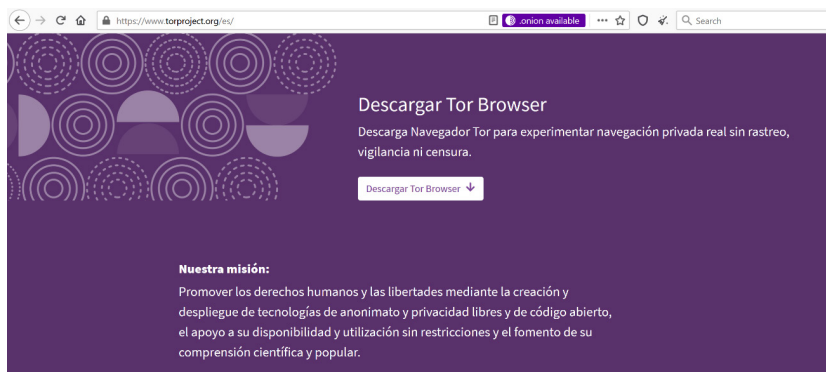 https://www.torproject.org/es/
.onion available
Search
Descargar Tor Browser
Descarga Navegador Tor para experimentar navegación privada real sin rastreo,
vigilancia ni censura.
Descargar Tor Browser
Nuestra misión:
Promover los derechos humanos y las libertades mediante la creación y
despliegue de tecnologías de anonimato y privacidad libres y de código abierto,
el apoyo a su disponibilidad y utilización sin restricciones y el fomento de su
comprensión científica y popular.